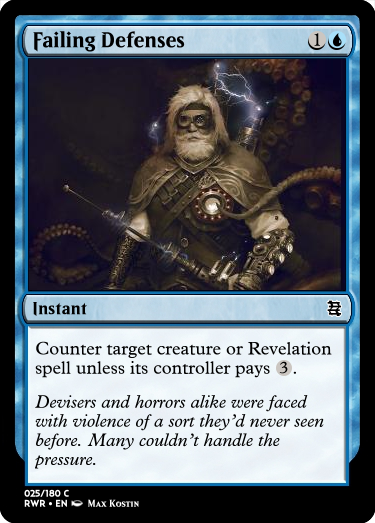 Failing Defenses 1
Instant
Counter target creature or Revelation
spell unless its controller pays 3.
Devisers and horrors alike were faced
with violence of a sort they'd never seen
before. Many couldn't handle the
pressure.
025/180 C
RWR • EN Max Kostin